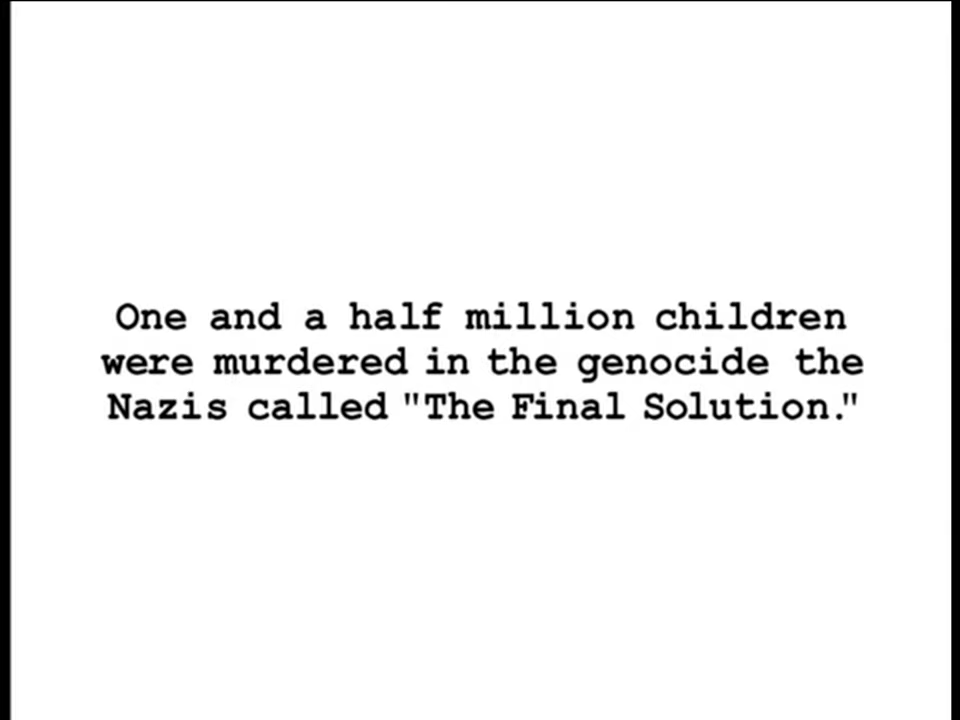 One and a half million children
were murdered in the genocide the
Nazis called "The Final Solution."